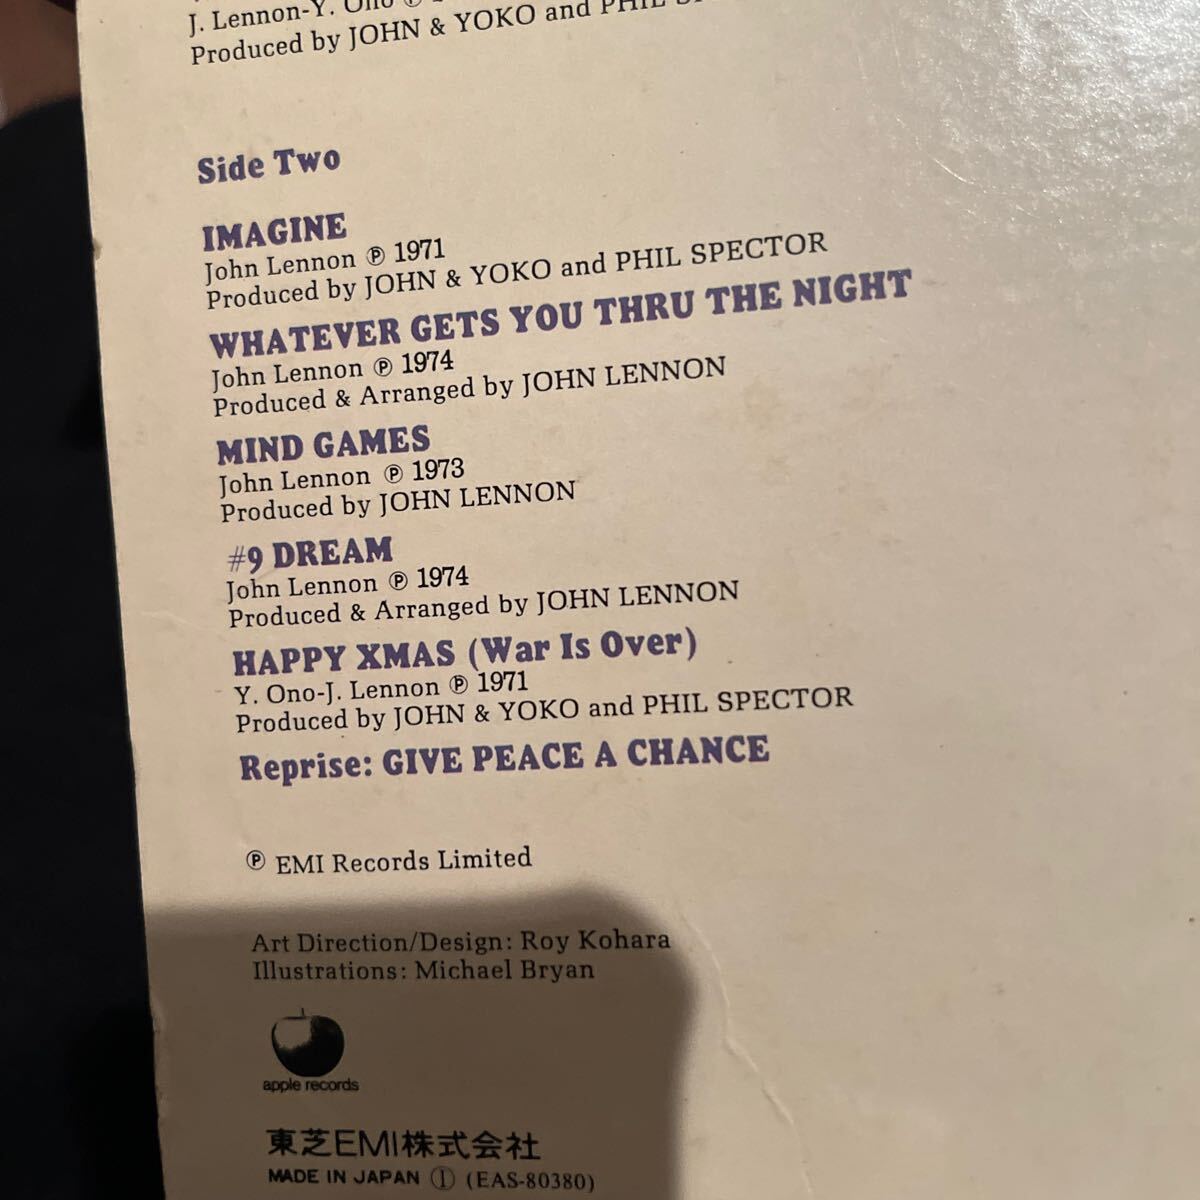 J. Lennon-Y. Ono ℗
Produced by JOHN & YOKO and PHIL
Side Two
IMAGINE
John Lennon ℗ 1971
Produced by JOHN & YOKO and PHIL SPECTOR
WHATEVER GETS YOU THRU THE NIGHT
John Lennon ℗ 1974
Produced & Arranged by JOHN LENNON
MIND GAMES
John Lennon ℗ 1973
Produced by JOHN LENNON
#9 DREAM
John Lennon ℗ 1974
Produced & Arranged by JOHN LENNON
HAPPY XMAS (War Is Over)
Y. Ono-J. Lennon ℗ 1971
Produced by JOHN & YOKO and PHIL SPECTOR
Reprise: GIVE PEACE A CHANCE
℗ EMI Records Limited
Art Direction/Design: Roy Kohara
Illustrations: Michael Bryan
apple records
東芝EMI株式会社
MADE IN JAPAN Ⓘ (EAS-80380)